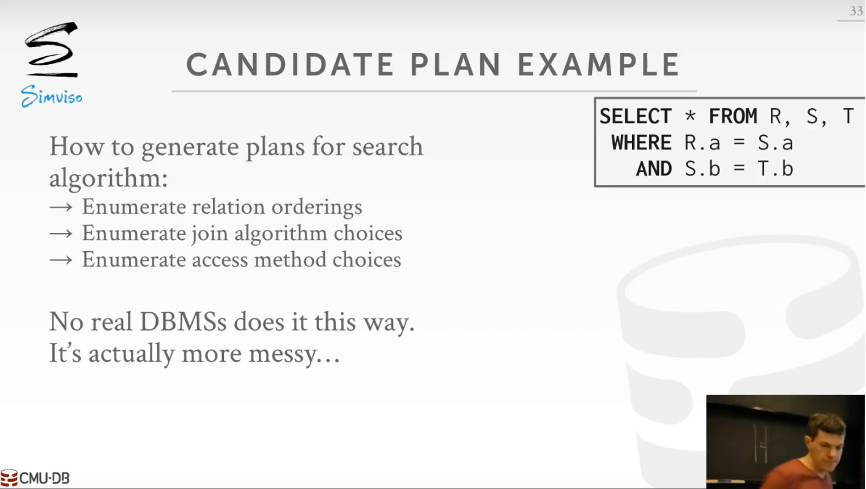 33
Simviso
CANDIDATE PLAN EXAMPLE
SELECT * FROM R, S, T
WHERE R.a = S.a
AND S.b = T.b
How to generate plans for search
algorithm:
→ Enumerate relation orderings
→ Enumerate join algorithm choices
→ Enumerate access method choices
No real DBMSs does it this way.
It's actually more messy…
CMU·DB